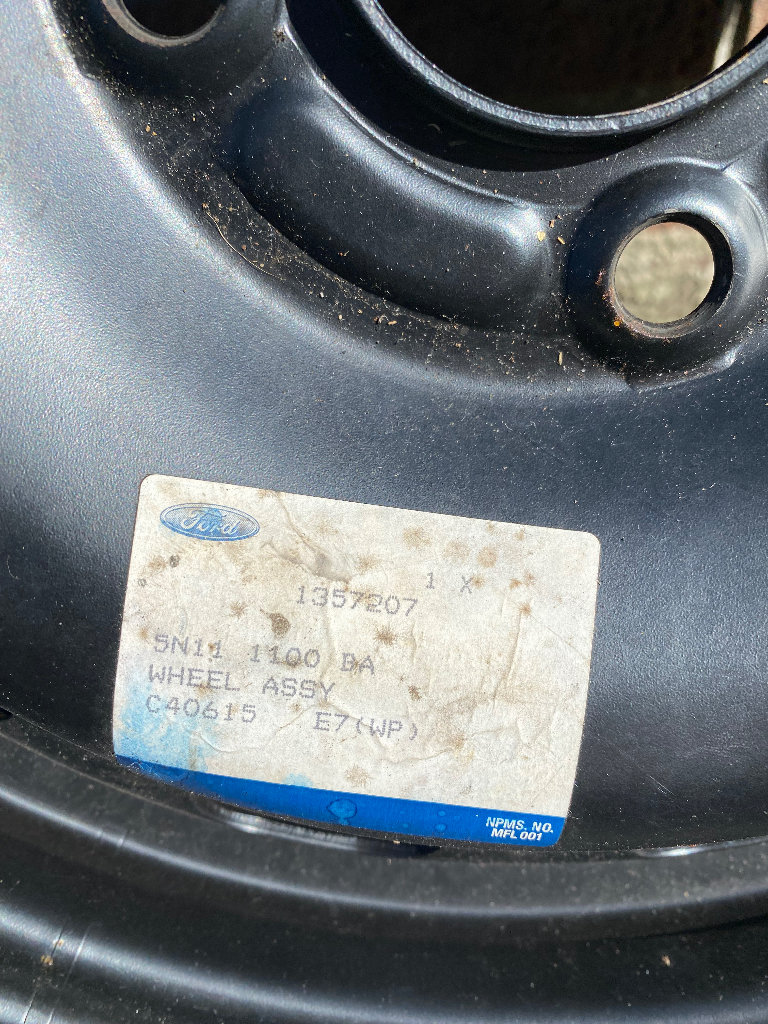 Ford
1 X
1357207
5N11 1100 BA
WHEEL ASSY
C40615 E7(WP)
NPMS. NO.
MFL 001